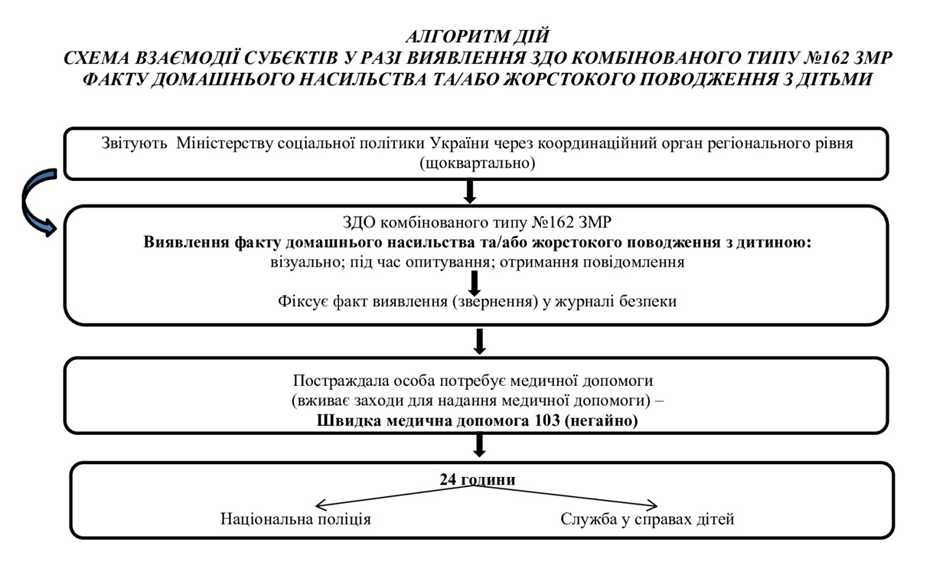 АЛГОРИТМ ДІЙ
СХЕМА ВЗАЄМОДІЇ СУБЄКТІВ У РАЗІ ВИЯВЛЕННЯ ЗДО КОМБІНОВАНОГО ТИПУ №162 ЗМР
ФАКТУ ДОМАШНЬОГО НАСИЛЬСТВА ТА/АБО ЖОРСТОКОГО ПОВОДЖЕННЯ З ДІТЬМИ
Звітують Міністерству соціальної політики України через координаційний орган регіонального рівня
(щоквартально)
ЗДО комбінованого типу №162 ЗМР
Виявлення факту домашнього насильства та/або жорстокого поводження з дитиною:
візуально; під час опитування; отримання повідомлення
Фіксує факт виявлення (звернення) у журналі безпеки
Постраждала особа потребує медичної допомоги
(вживає заходи для надання медичної допомоги) –
Швидка медична допомога 103 (негайно)
24 години
Національна поліція
Служба у справах дітей